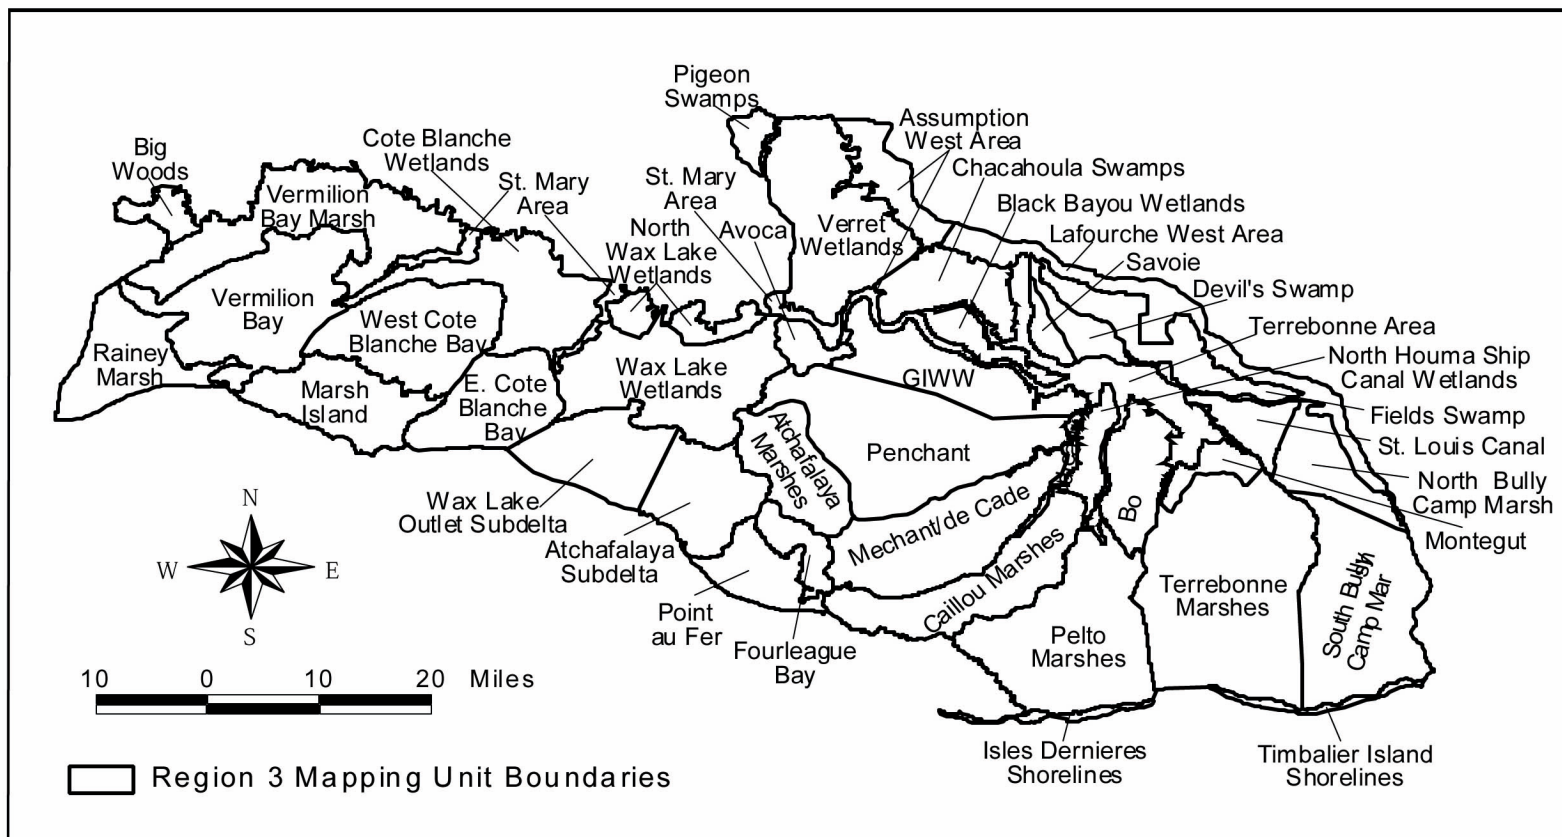 Pigeon
Swamps
Assumption
West Area
Big
Woods
Cote Blanche
Wetlands
Chacahoula Swamps
Vermilion
Bay Marsh
St. Mary
Area
St. Mary
Area
Black Bayou Wetlands
North
Wax Lake
Wetlands
Avoca
Verret
Wetlands
Lafourche West Area
Savoie
Devil's Swamp
Vermilion
Bay
West Cote
Blanche Bay
Terrebonne Area
Rainey
Marsh
North Houma Ship
Canal Wetlands
Marsh
Island
E. Cote
Blanche
Bay
Wax Lake
Wetlands
GIWW
Fields Swamp
St. Louis Canal
Atchafalaya
Marshes
Penchant
North Bully
Camp Marsh
Wax Lake
Outlet Subdelta
Mechant/de Cade
Bo
Montegut
Atchafalaya
Subdelta
Caillou Marshes
Terrebonne
Marshes
South Bully
Camp Mar
Point
au Fer
Fourleague
Bay
Pelto
Marshes
N
W E
S
10 0 10 20 Miles
Isles Dernieres
Shorelines
Timbalier Island
Shorelines
Region 3 Mapping Unit Boundaries